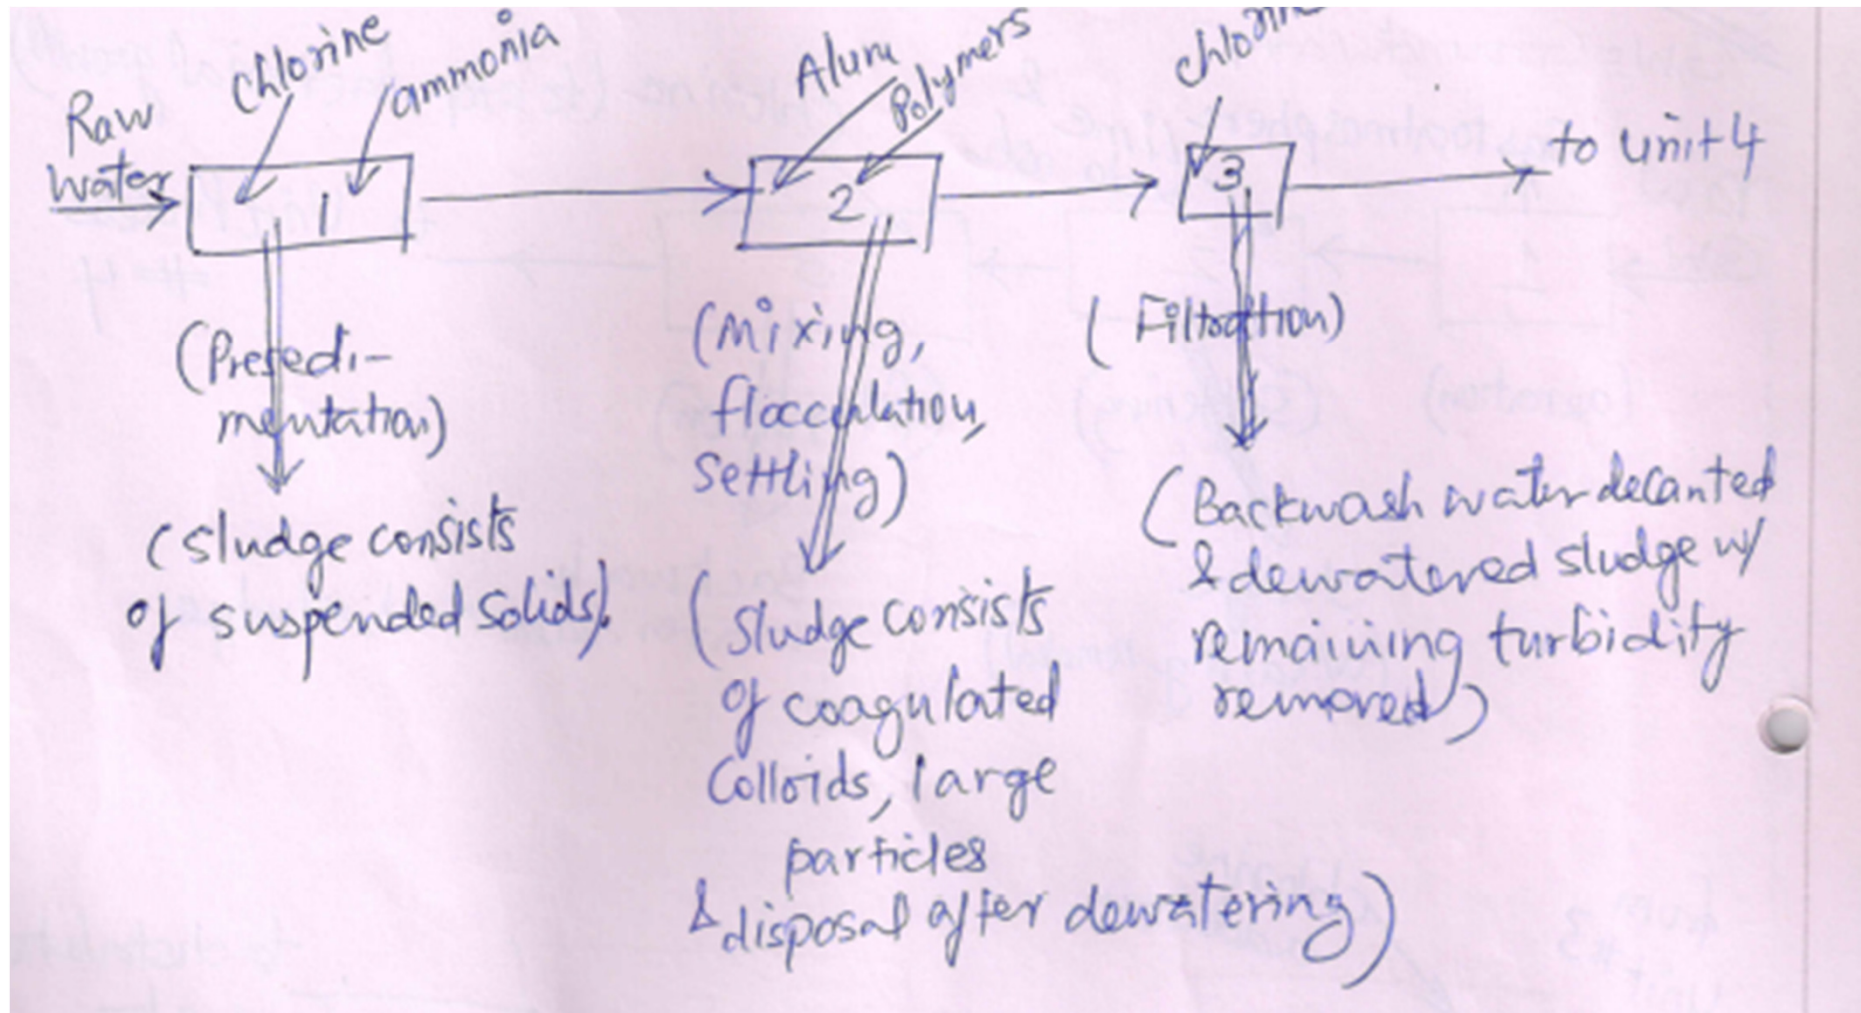 Raw
water
chlorine
ammonia
1
Alum
Polymers
2
chlorine
3
to unit 4
(Presedi-
mentation)
(Mixing,
flocculation,
Settling)
(Filtration)
(Sludge consists
of suspended solids).
(Sludge consists
of coagulated
Colloids, large
particles
& disposal after dewatering)
(Backwash water decanted
& dewatered sludge w/
remaining turbidity
removed)